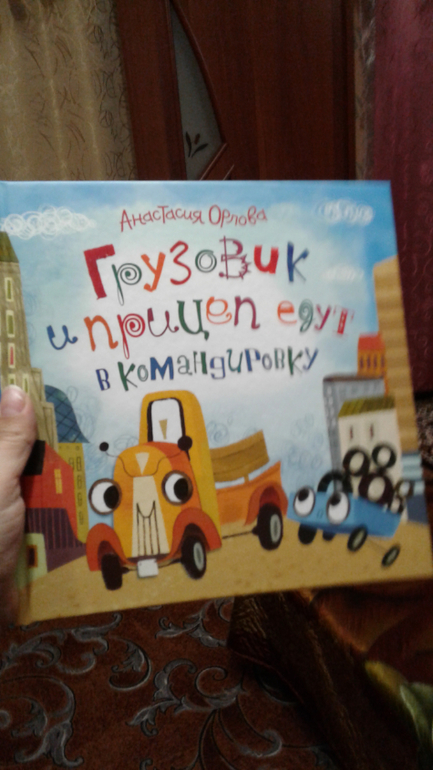 Анастасия Орлова
Грузовик
и прицеп едут
в командировку